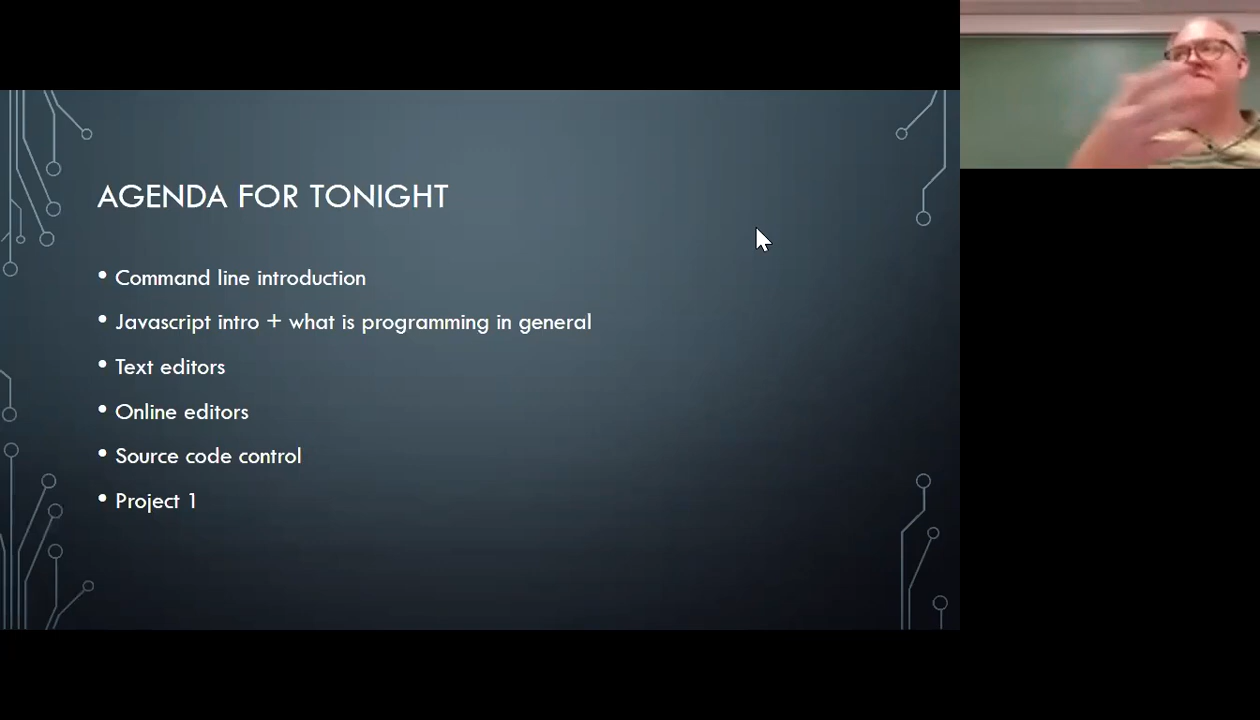 AGENDA FOR TONIGHT
• Command line introduction
• Javascript intro + what is programming in general
• Text editors
• Online editors
• Source code control
• Project 1